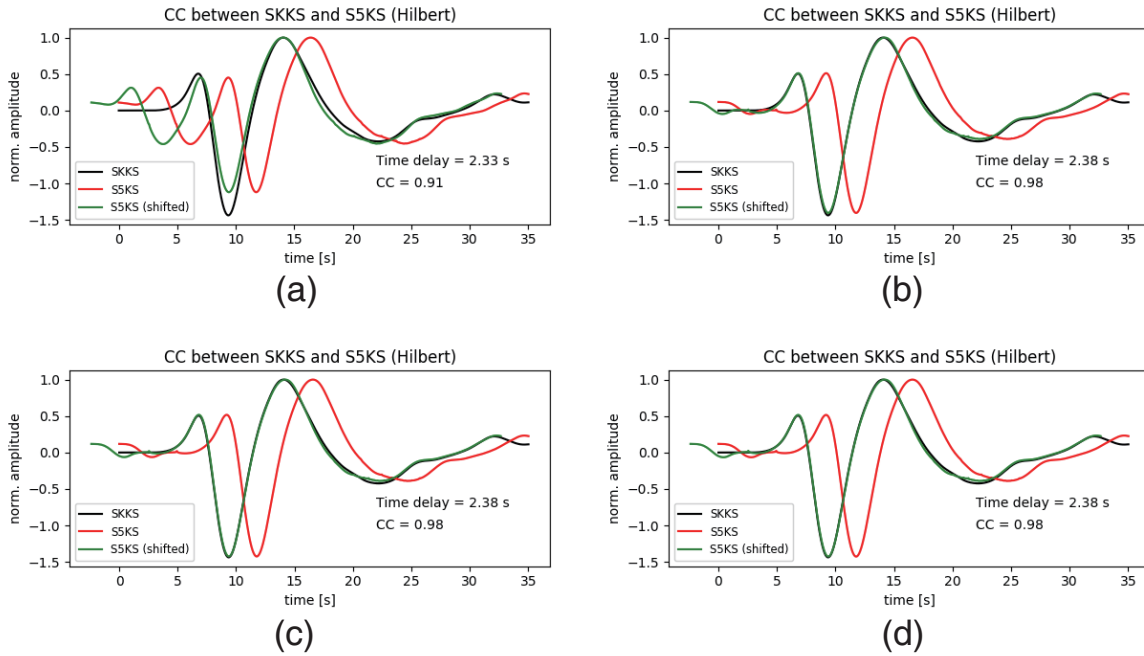 CC between SKKS and S5KS (Hilbert)
norm. amplitude
1.0
0.5
0.0
−0.5
−1.0
−1.5
SKKS
S5KS
S5KS (shifted)
Time delay = 2.33 s
CC = 0.91
0 5 10 15 20 25 30 35
time [s]
(a)
CC between SKKS and S5KS (Hilbert)
norm. amplitude
1.0
0.5
0.0
−0.5
−1.0
−1.5
SKKS
S5KS
S5KS (shifted)
Time delay = 2.38 s
CC = 0.98
0 5 10 15 20 25 30 35
time [s]
(b)
CC between SKKS and S5KS (Hilbert)
norm. amplitude
1.0
0.5
0.0
−0.5
−1.0
−1.5
SKKS
S5KS
S5KS (shifted)
Time delay = 2.38 s
CC = 0.98
0 5 10 15 20 25 30 35
time [s]
(c)
CC between SKKS and S5KS (Hilbert)
norm. amplitude
1.0
0.5
0.0
−0.5
−1.0
−1.5
SKKS
S5KS
S5KS (shifted)
Time delay = 2.38 s
CC = 0.98
0 5 10 15 20 25 30 35
time [s]
(d)